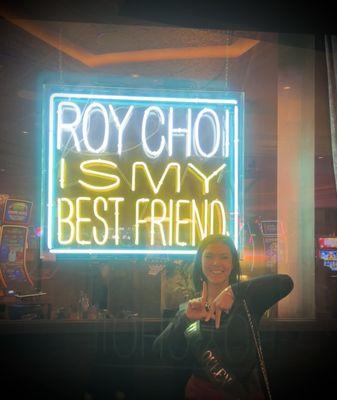 ROY CHOI
IS MY
BEST FRIEND